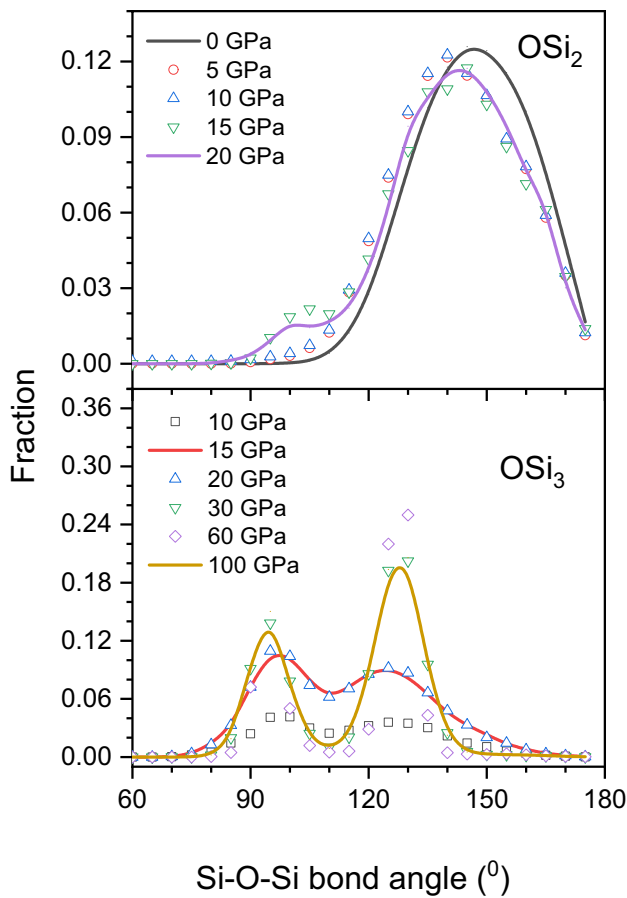 0.12
0.09
0.06
0.03
0.00
0 GPa
5 GPa
10 GPa
15 GPa
20 GPa
OSi₂
Fraction
0.36
0.30
0.24
0.18
0.12
0.06
0.00
10 GPa
15 GPa
20 GPa
30 GPa
60 GPa
100 GPa
OSi₃
60 90 120 150 180
Si-O-Si bond angle (⁰)